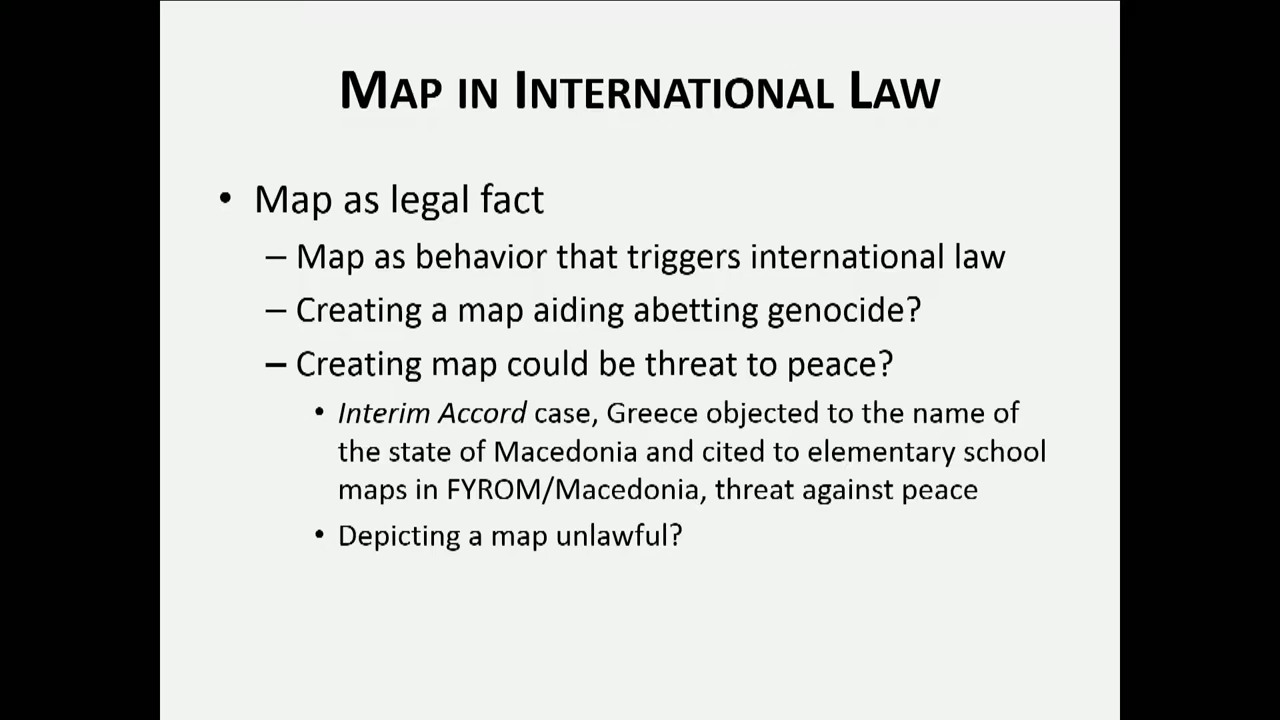 MAP IN INTERNATIONAL LAW
• Map as legal fact
– Map as behavior that triggers international law
– Creating a map aiding abetting genocide?
– Creating map could be threat to peace?
• Interim Accord case, Greece objected to the name of
the state of Macedonia and cited to elementary school
maps in FYROM/Macedonia, threat against peace
• Depicting a map unlawful?